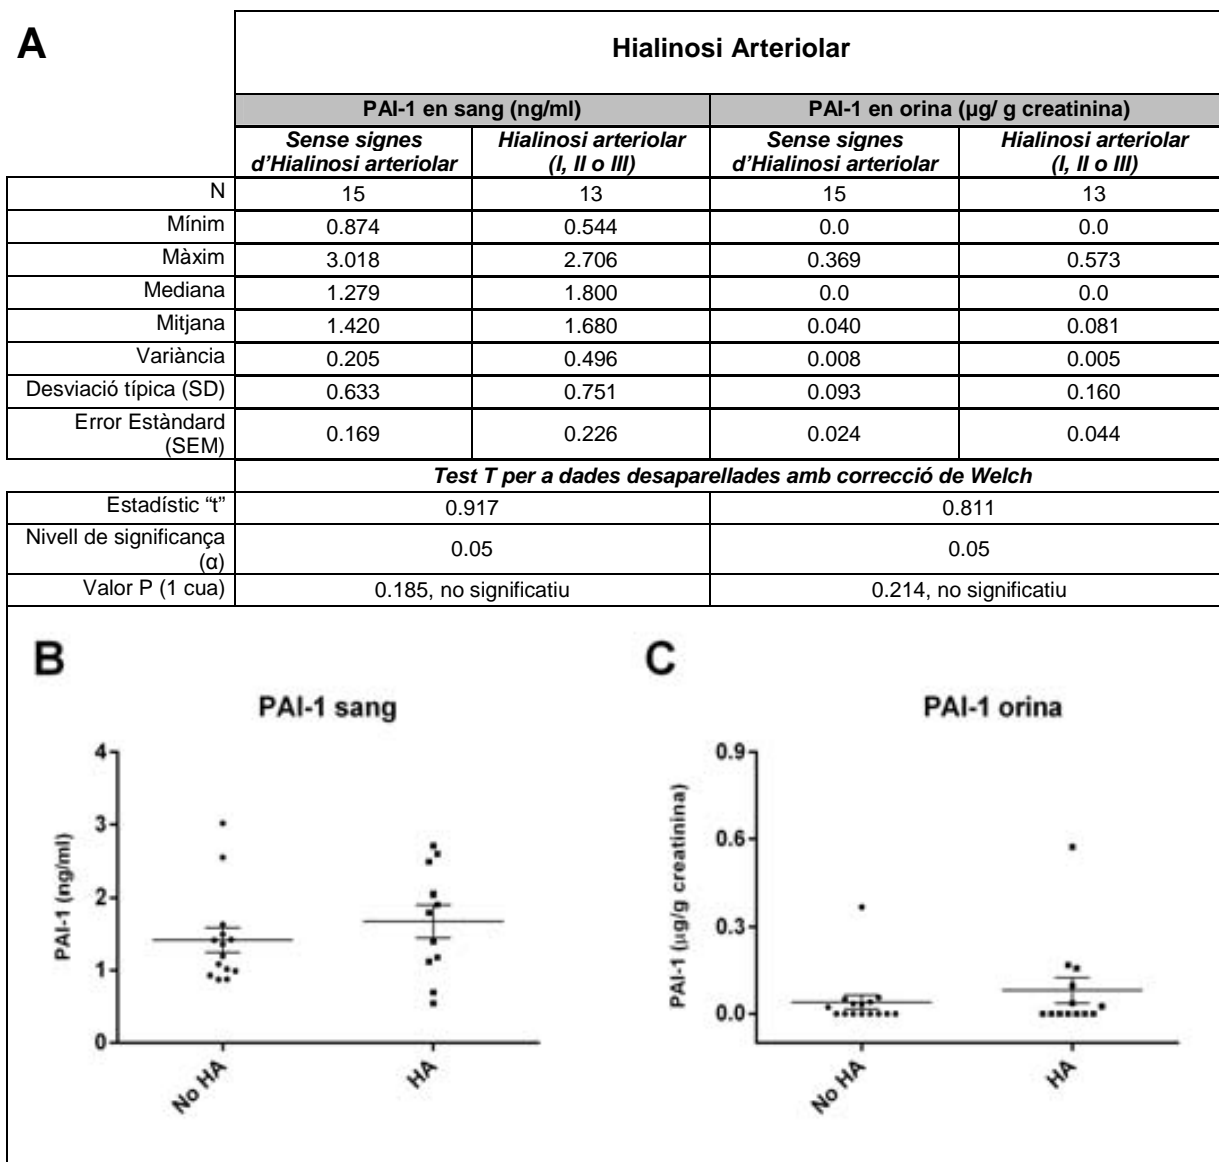 A
Hialinosi Arteriolar
PAI-1 en sang (ng/ml) PAI-1 en orina (µg/ g creatinina)
Sense signes d'Hialinosi arteriolar Hialinosi arteriolar (I, II o III) Sense signes d'Hialinosi arteriolar Hialinosi arteriolar (I, II o III)
N 15 13 15 13
Mínim 0.874 0.544 0.0 0.0
Màxim 3.018 2.706 0.369 0.573
Mediana 1.279 1.800 0.0 0.0
Mitjana 1.420 1.680 0.040 0.081
Variància 0.205 0.496 0.008 0.005
Desviació típica (SD) 0.633 0.751 0.093 0.160
Error Estàndard (SEM) 0.169 0.226 0.024 0.044
Test T per a dades desaparellades amb correcció de Welch
Estadístic “t” 0.917 0.811
Nivell de significança (α) 0.05 0.05
Valor P (1 cua) 0.185, no significatiu 0.214, no significatiu
B
PAI-1 sang
PAI-1 (ng/ml)
4
3
2
1
0
No HA
HA
C
PAI-1 orina
PAI-1 (µg/g creatinina)
0.9
0.6
0.3
0.0
No HA
HA